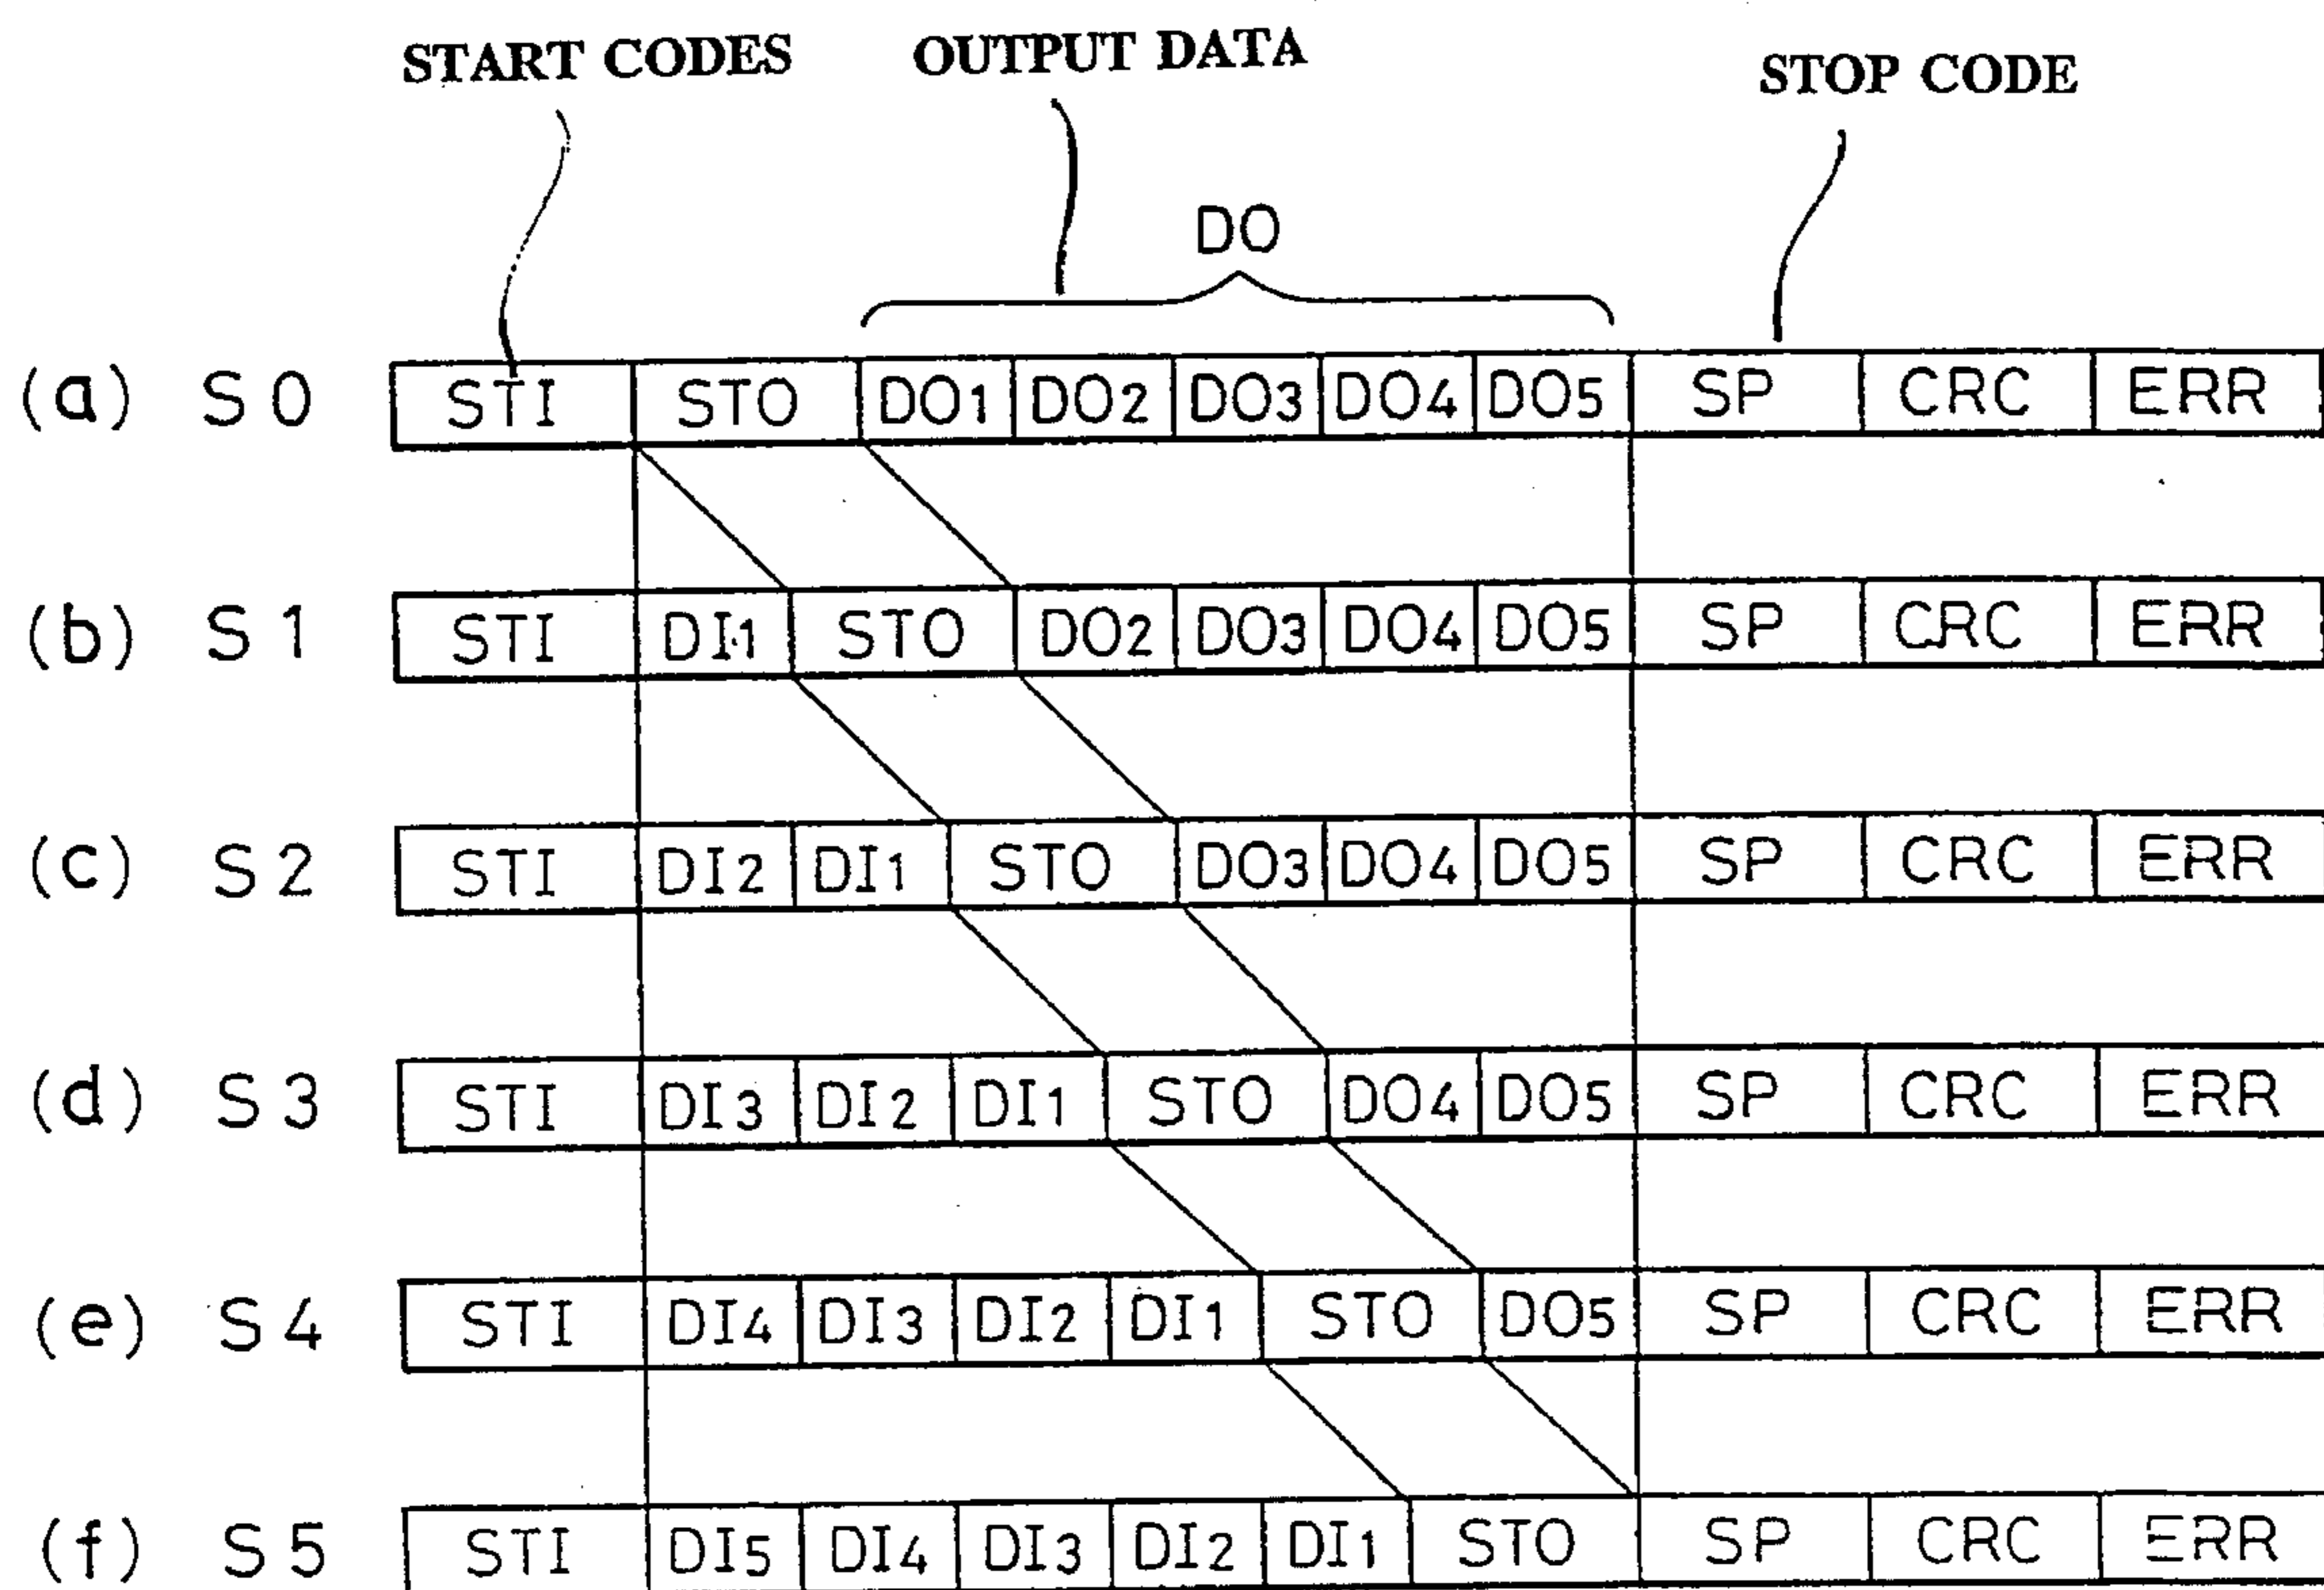 START CODES OUTPUT DATA STOP CODE
DO
(a) S0 STI STO DO1 DO2 DO3 DO4 DO5 SP CRC ERR
(b) S1 STI DI1 STO DO2 DO3 DO4 DO5 SP CRC ERR
(c) S2 STI DI2 DI1 STO DO3 DO4 DO5 SP CRC ERR
(d) S3 STI DI3 DI2 DI1 STO DO4 DO5 SP CRC ERR
(e) S4 STI DI4 DI3 DI2 DI1 STO DO5 SP CRC ERR
(f) S5 STI DI5 DI4 DI3 DI2 DI1 STO SP CRC ERR